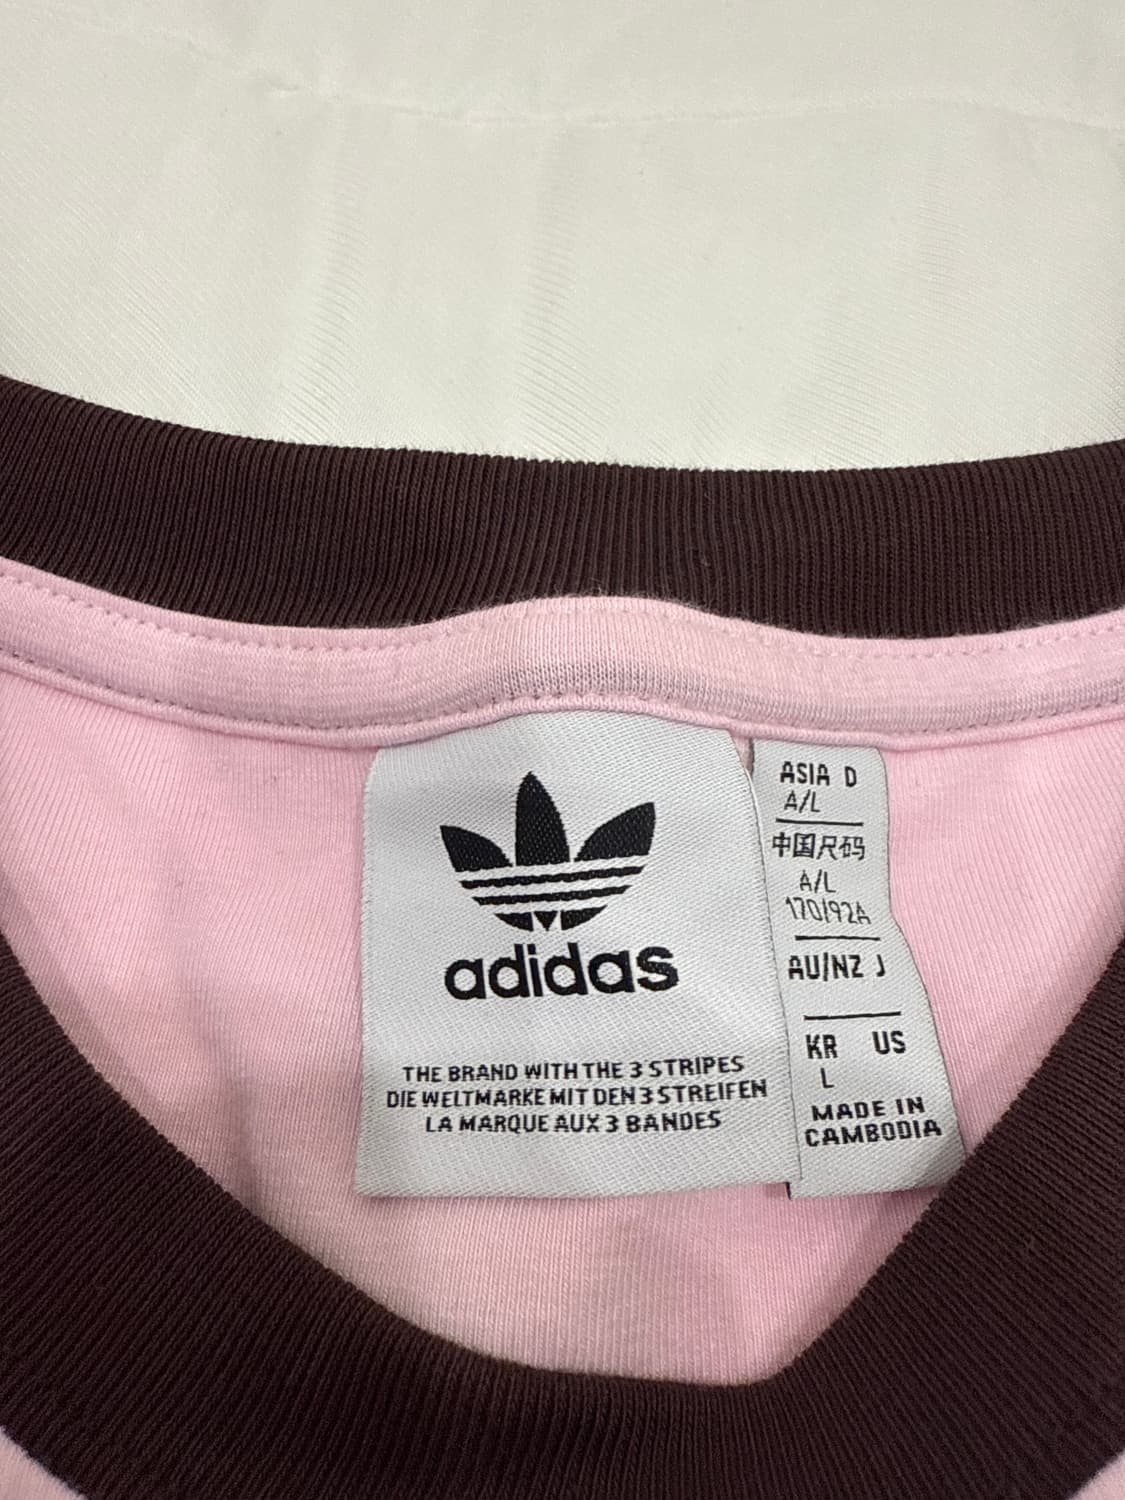 adidas
THE BRAND WITH THE 3 STRIPES
DIE WELTMARKE MIT DEN 3 STREIFEN
LA MARQUE AUX 3 BANDES
ASIA D
A/L
中国尺码
A/L
170/92A
AU/NZ J
KR US
L
MADE IN
CAMBODIA